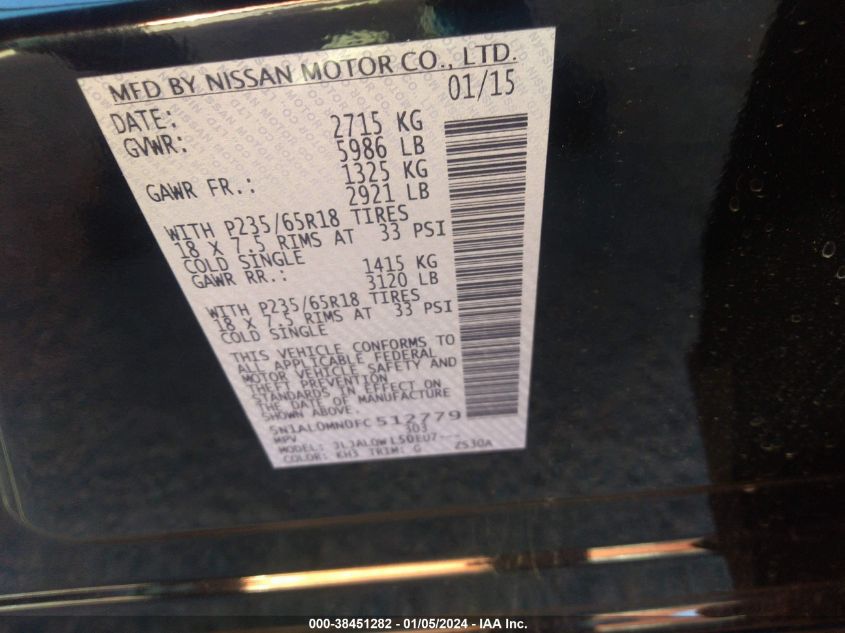 MFD BY NISSAN MOTOR CO., LTD.
DATE: 01/15
GVWR: 2715 KG
5986 LB
GAWR FR.: 1325 KG
2921 LB
WITH P235/65R18 TIRES
18 X 7.5 RIMS AT 33 PSI
COLD SINGLE
GAWR RR.: 1415 KG
3120 LB
WITH P235/65R18 TIRES
18 X 7.5 RIMS AT 33 PSI
COLD SINGLE
THIS VEHICLE CONFORMS TO
ALL APPLICABLE FEDERAL
MOTOR VEHICLE SAFETY AND
THEFT PREVENTION
STANDARDS IN EFFECT ON
THE DATE OF MANUFACTURE
SHOWN ABOVE.
5N1AL0MN0FC512779
MPV 303
MODEL: JLJALOWL50EU7---
COLOR: KH3 TRIM: G ZS30A
000-38451282 - 01/05/2024 - IAA Inc.